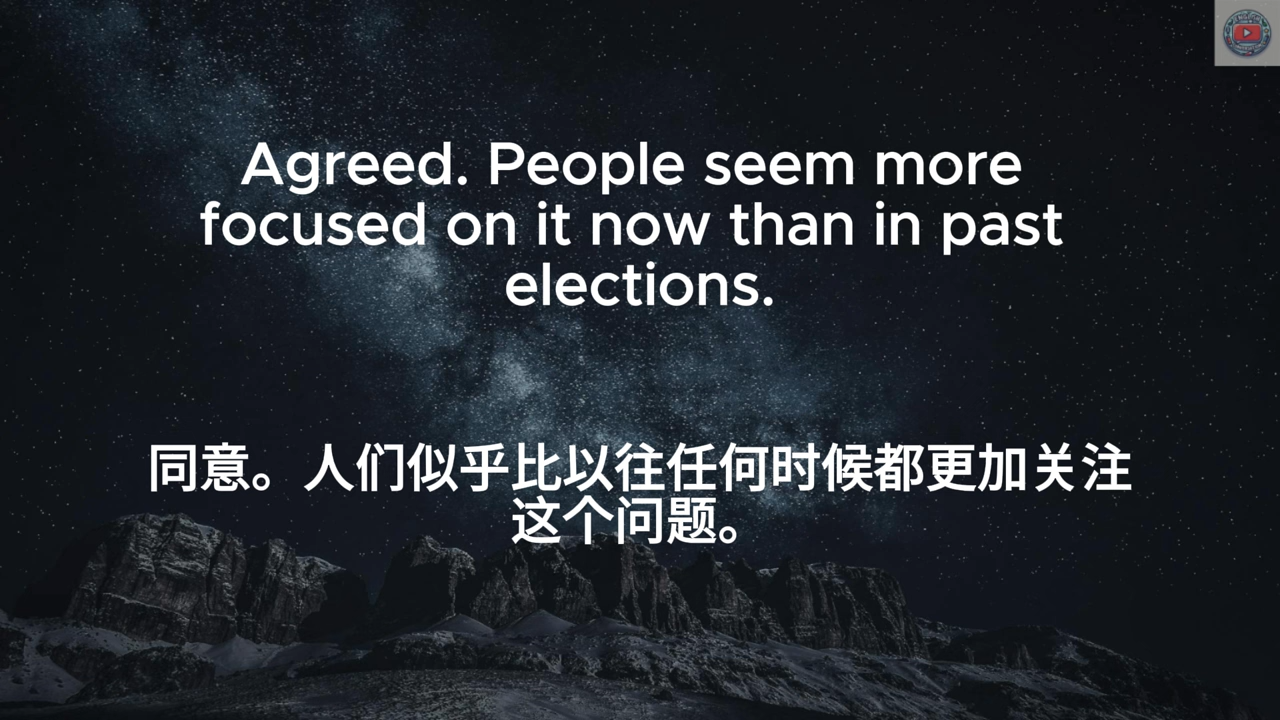 Agreed. People seem more
focused on it now than in past
elections.
同意。人们似乎比以往任何时候都更加关注
这个问题。